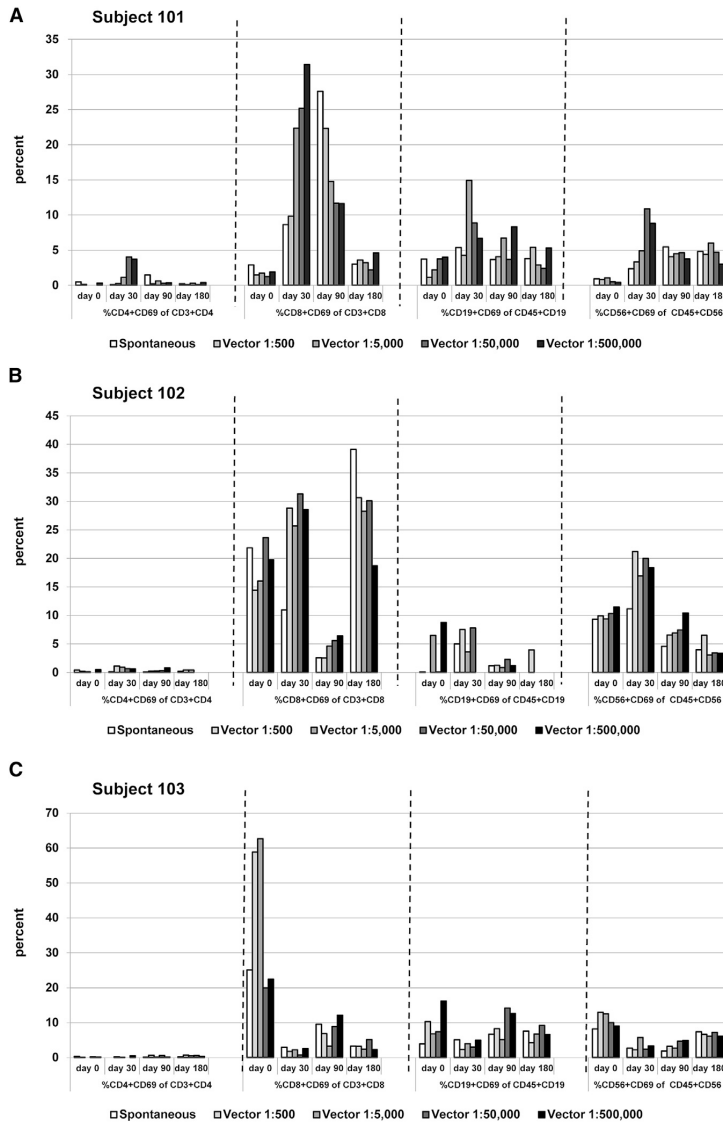 A
Subject 101
35
30
25
20
15
10
5
0
percent
day 0 day 30 day 90 day 180 day 0 day 30 day 90 day 180 day 0 day 30 day 90 day 180 day 0 day 30 day 90 day 180
%CD4+CD69 of CD3+CD4 %CD8+CD69 of CD3+CD8 %CD19+CD69 of CD45+CD19 %CD56+CD69 of CD45+CD56
Spontaneous Vector 1:500 Vector 1:5,000 Vector 1:50,000 Vector 1:500,000
B
Subject 102
45
40
35
30
25
20
15
10
5
0
percent
day 0 day 30 day 90 day 180 day 0 day 30 day 90 day 180 day 0 day 30 day 90 day 180 day 0 day 30 day 90 day 180
%CD4+CD69 of CD3+CD4 %CD8+CD69 of CD3+CD8 %CD19+CD69 of CD45+CD19 %CD56+CD69 of CD45+CD56
Spontaneous Vector 1:500 Vector 1:5,000 Vector 1:50,000 Vector 1:500,000
C
Subject 103
70
60
50
40
30
20
10
0
percent
day 0 day 30 day 90 day 180 day 0 day 30 day 90 day 180 day 0 day 30 day 90 day 180 day 0 day 30 day 90 day 180
%CD4+CD69 of CD3+CD4 %CD8+CD69 of CD3+CD8 %CD19+CD69 of CD45+CD19 %CD56+CD69 of CD45+CD56
Spontaneous Vector 1:500 Vector 1:5,000 Vector 1:50,000 Vector 1:500,000